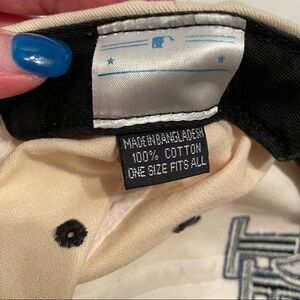 MADE IN BANGLADESH
100% COTTON
ONE SIZE FITS ALL